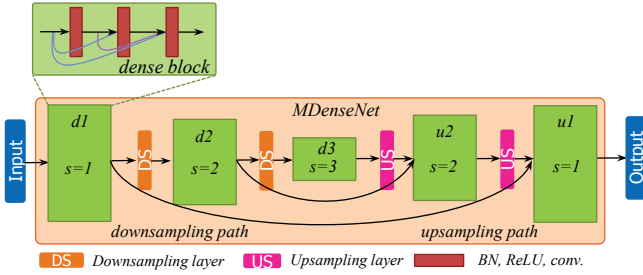 dense block
MDenseNet
Input
d1
s=1
DS
d2
s=2
DS
d3
s=3
US
u2
s=2
US
u1
s=1
Output
downsampling path
upsampling path
DS Downsampling layer
US Upsampling layer
BN, ReLU, conv.